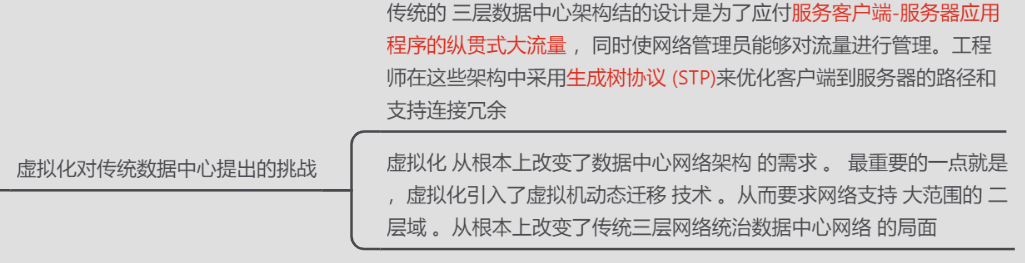 传统的 三层数据中心架构结的设计是为了应付服务客户端-服务器应用
程序的纵贯式大流量 ，同时使网络管理员能够对流量进行管理。工程
师在这些架构中采用生成树协议 (STP)来优化客户端到服务器的路径和
支持连接冗余
虚拟化对传统数据中心提出的挑战
虚拟化 从根本上改变了数据中心网络架构 的需求 。 最重要的一点就是
，虚拟化引入了虚拟机动态迁移 技术 。从而要求网络支持 大范围的 二
层域 。从根本上改变了传统三层网络统治数据中心网络 的局面